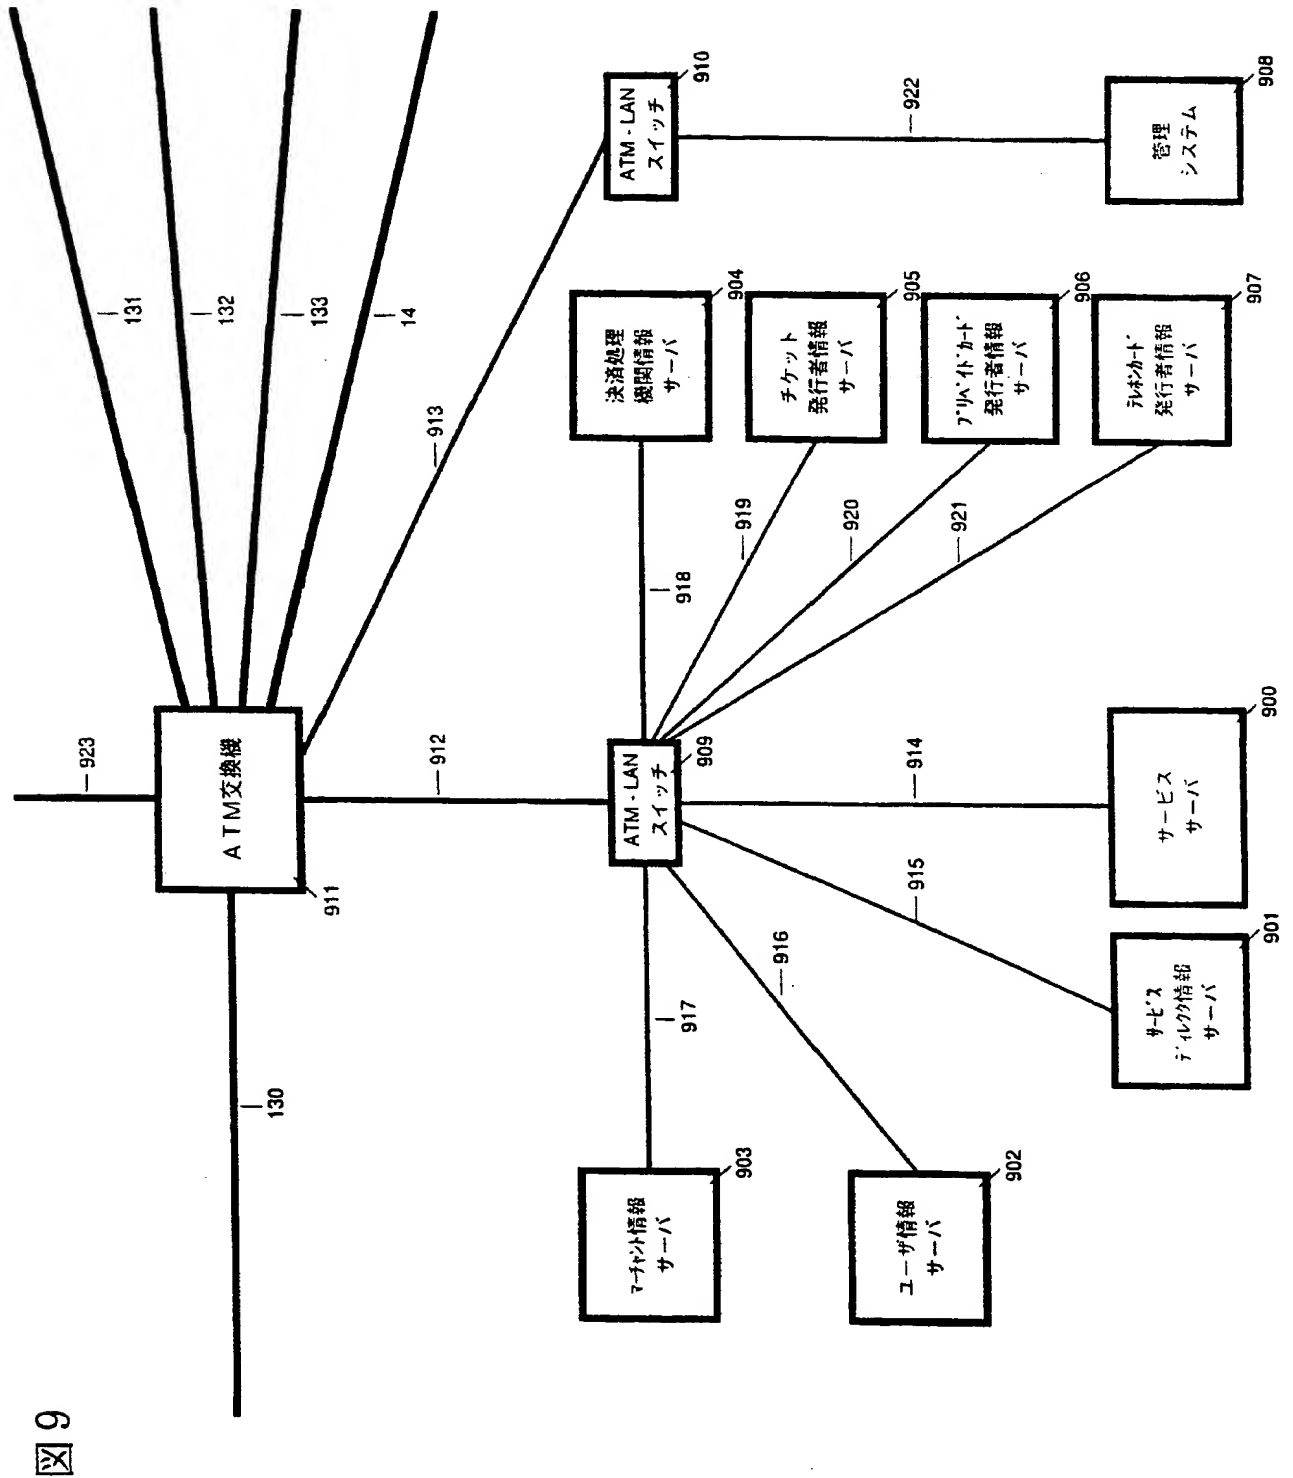 図9
923
131
132
133
14
ATM交換機
911
130
912
913
ATM-LAN
スイッチ
910
922
管理
システム
908
ATM-LAN
スイッチ
909
918
919
920
921
決済処理
機関情報
サーバ
904
チケット
発行者情報
サーバ
905
プリペイドカード
発行者情報
サーバ
906
テレホンカード
発行者情報
サーバ
907
914
915
916
917
サービス
サーバ
900
サービス
ディレクタ情報
サーバ
901
ユーザ情報
サーバ
902
マーチャント情報
サーバ
903